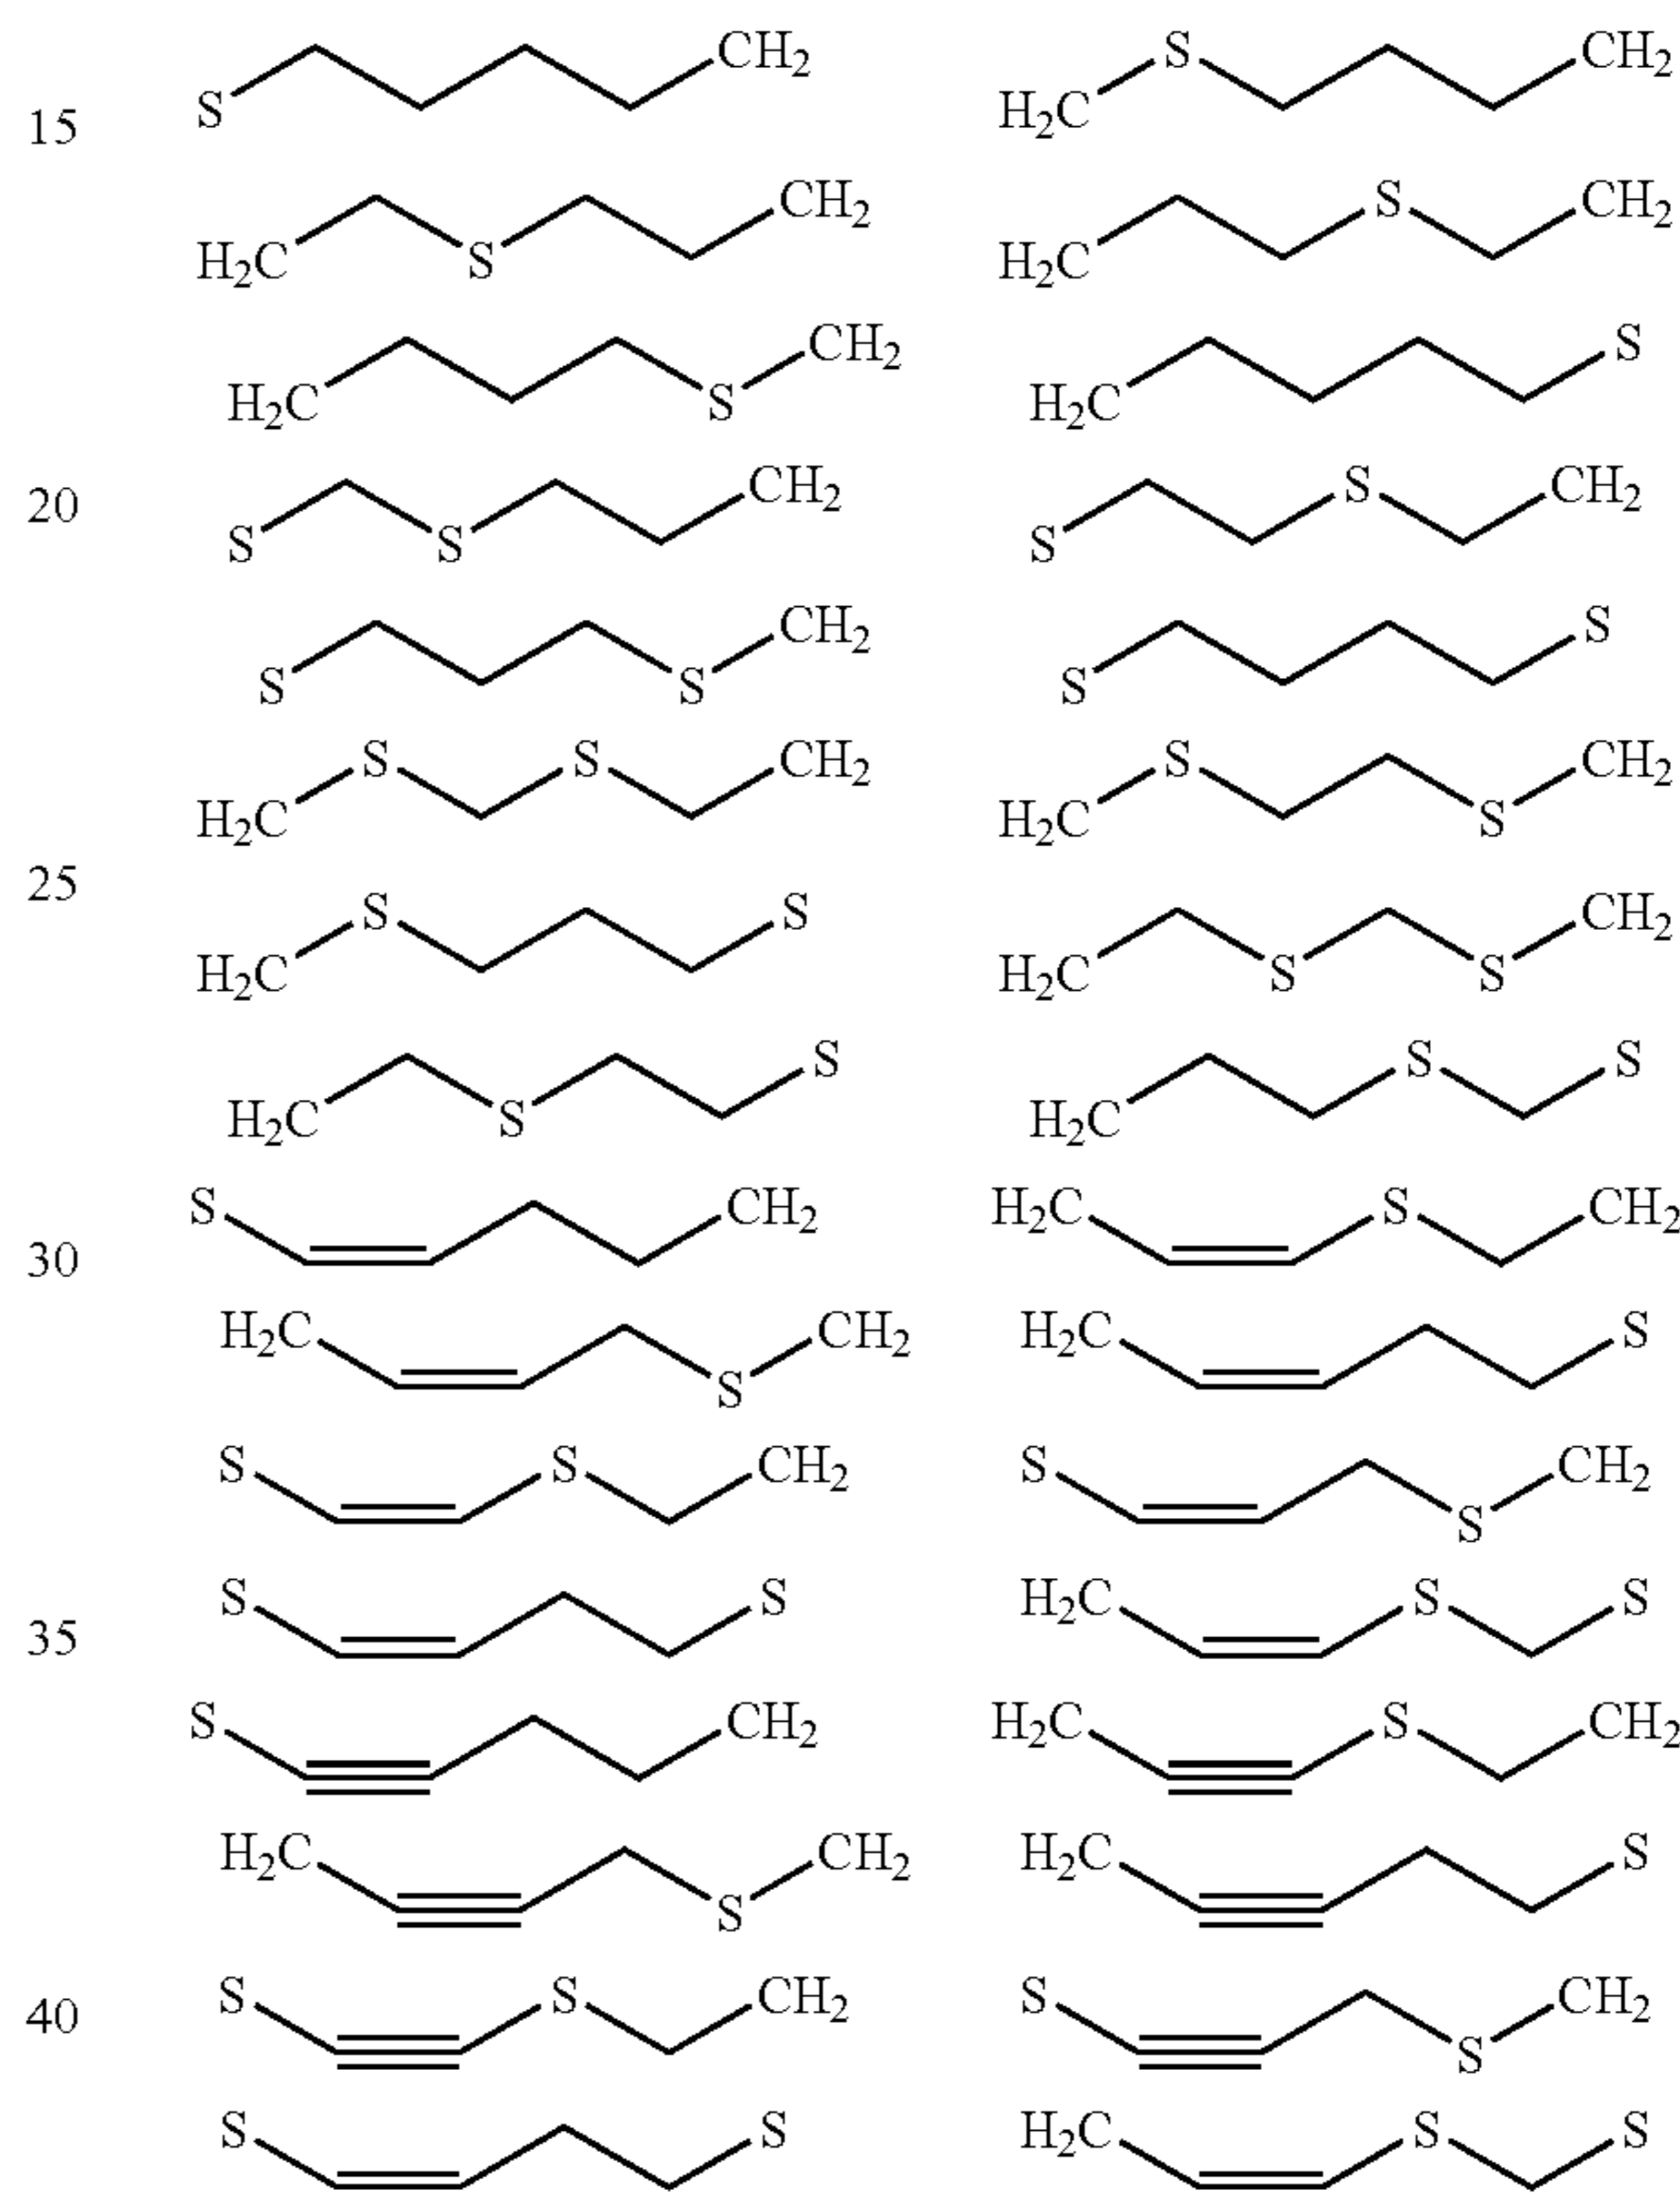 S CH₂ H₂C S CH₂
15
H₂C S CH₂ H₂C S CH₂
H₂C S CH₂ H₂C S
20 S S CH₂ S S CH₂
S S CH₂ S S
H₂C S S CH₂ H₂C S S CH₂
25
H₂C S S H₂C S S CH₂
H₂C S S H₂C S S
S CH₂ H₂C S CH₂
30
H₂C S CH₂ H₂C S
S S CH₂ S S CH₂
S S H₂C S S
35
S CH₂ H₂C S CH₂
H₂C S CH₂ H₂C S
40 S S CH₂ S S CH₂
S S H₂C S S